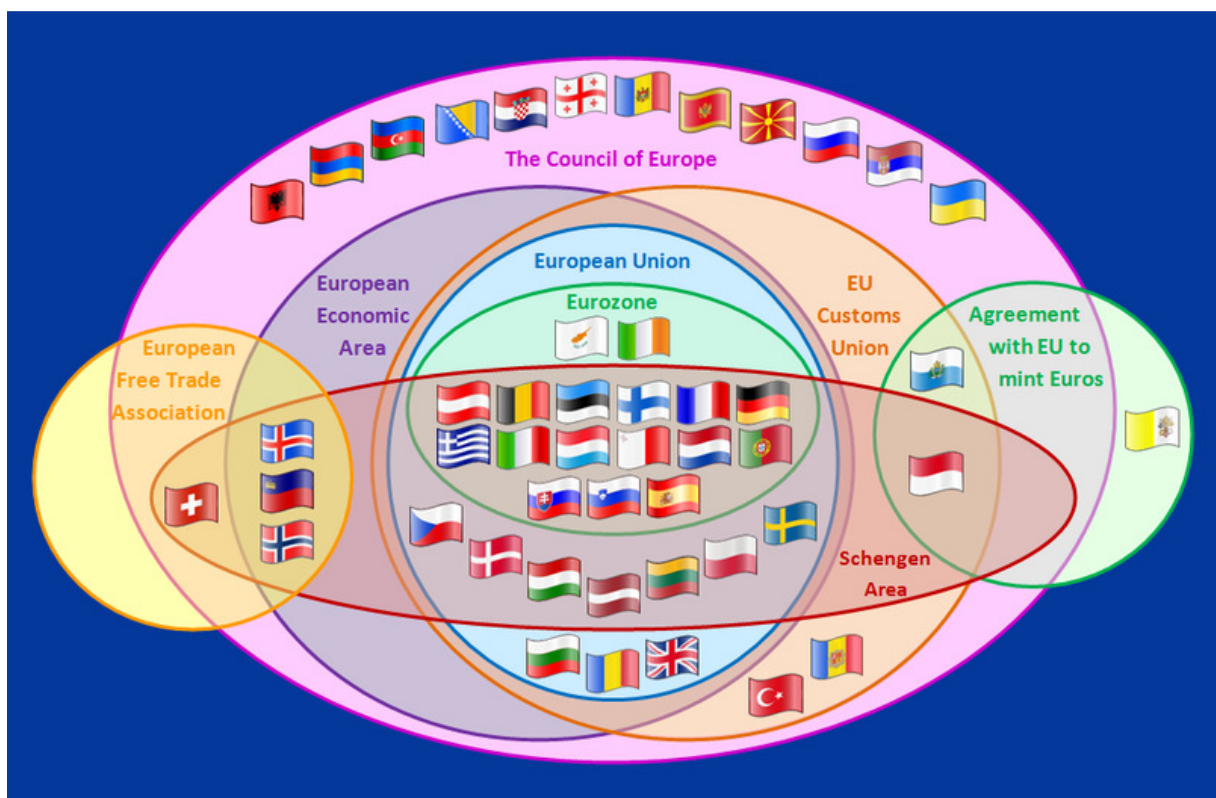 The Council of Europe
European Union
Eurozone
European
Economic
Area
EU
Customs
Union
Agreement
with EU to
mint Euros
European
Free Trade
Association
Schengen
Area